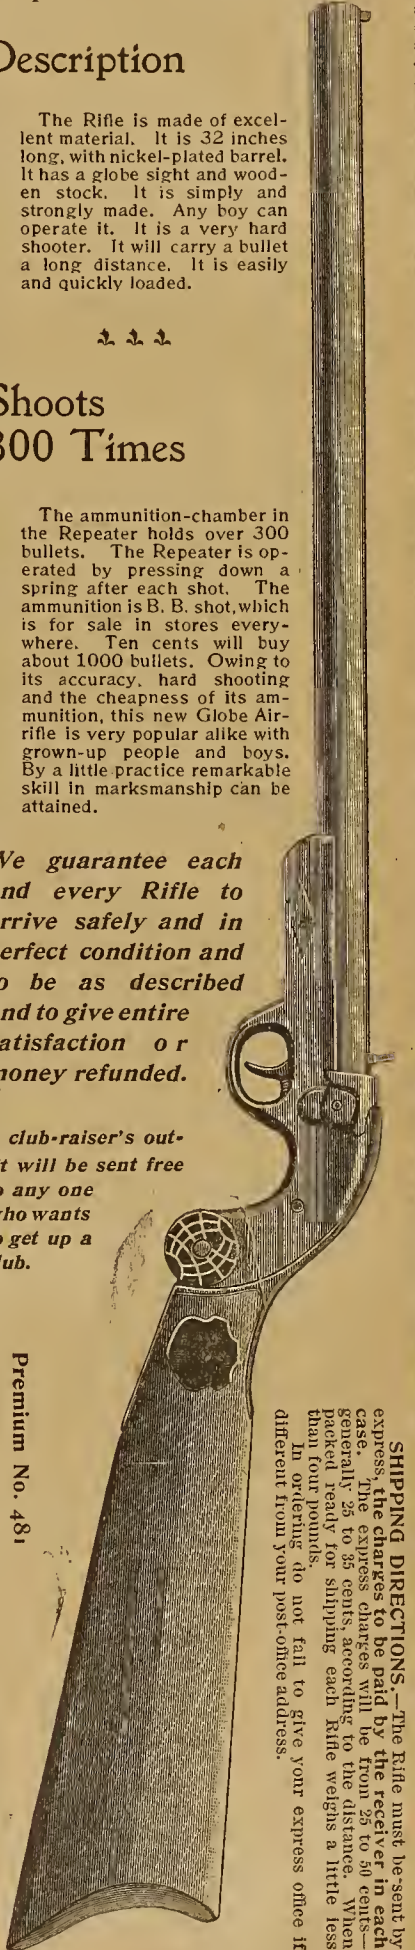 Description
The Rifle is made of excel-
lent material. It is 32 inches
long, with nickel-plated barrel.
It has a globe sight and wood-
en stock. It is simply and
strongly made. Any boy can
operate it. It is a very hard
shooter. It will carry a bullet
a long distance. It is easily
and quickly loaded.
Shoots
300 Times
The ammunition-chamber in
the Repeater holds over 300
bullets. The Repeater is op-
erated by pressing down a
spring after each shot. The
ammunition is B. B. shot, which
is for sale in stores every-
where. Ten cents will buy
about 1000 bullets. Owing to
its accuracy, hard shooting
and the cheapness of its am-
munition, this new Globe Air-
rifle is very popular alike with
grown-up people and boys.
By a little practice remarkable
skill in marksmanship can be
attained.
We guarantee each
nd every Rifle to
rrive safely and in
erfect condition and
o be as described
nd to give entire
atisfaction or
noney refunded.
club-raiser's out-
t will be sent free
o any one
who wants
o get up a
lub.
Premium No. 481
SHIPPING DIRECTIONS.—The Rifle must be sent by
express, the charges to be paid by the receiver in each
case. The express charges will be from 25 to 50 cents—
generally 25 to 35 cents, according to the distance. When
packed ready for shipping each Rifle weighs a little less
than four pounds.
In ordering do not fail to give your express office if
different from your post-office address.